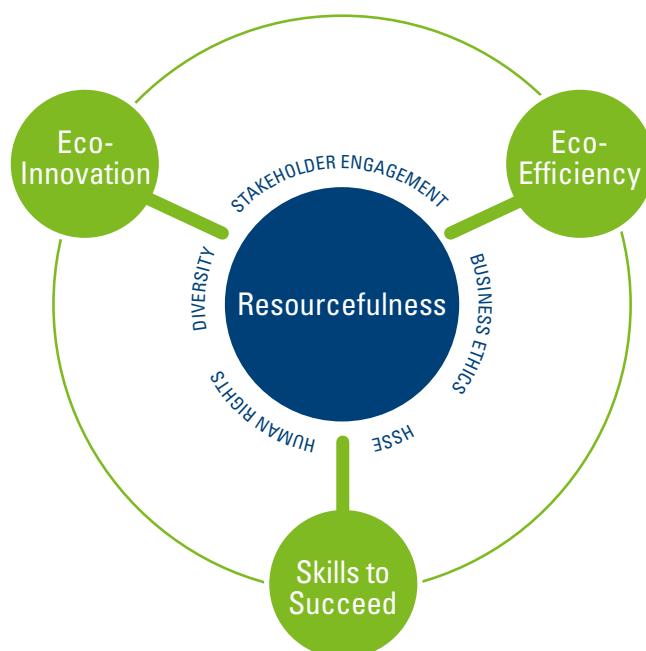 Eco-
Innovation
Eco-
Efficiency
STAKEHOLDER ENGAGEMENT
DIVERSITY
Resourcefulness
BUSINESS ETHICS
HUMAN RIGHTS
HSSE
Skills to
Succeed